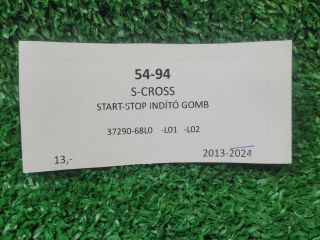 54-94
S-CROSS
START-STOP INDÍTÓ GOMB
37290-68L0 -L01 -L02
13,- 2013-2024